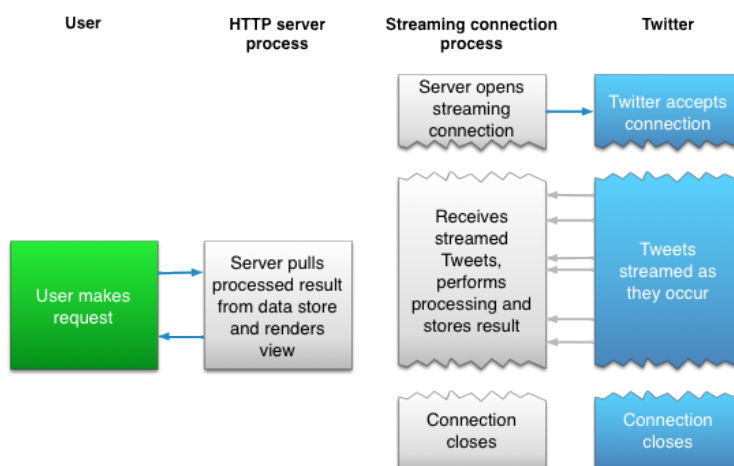 User
HTTP server
process
Streaming connection
process
Twitter
Server opens
streaming
connection
Twitter accepts
connection
User makes
request
Server pulls
processed result
from data store
and renders
view
Receives
streamed
Tweets,
performs
processing and
stores result
Tweets
streamed as
they occur
Connection
closes
Connection
closes